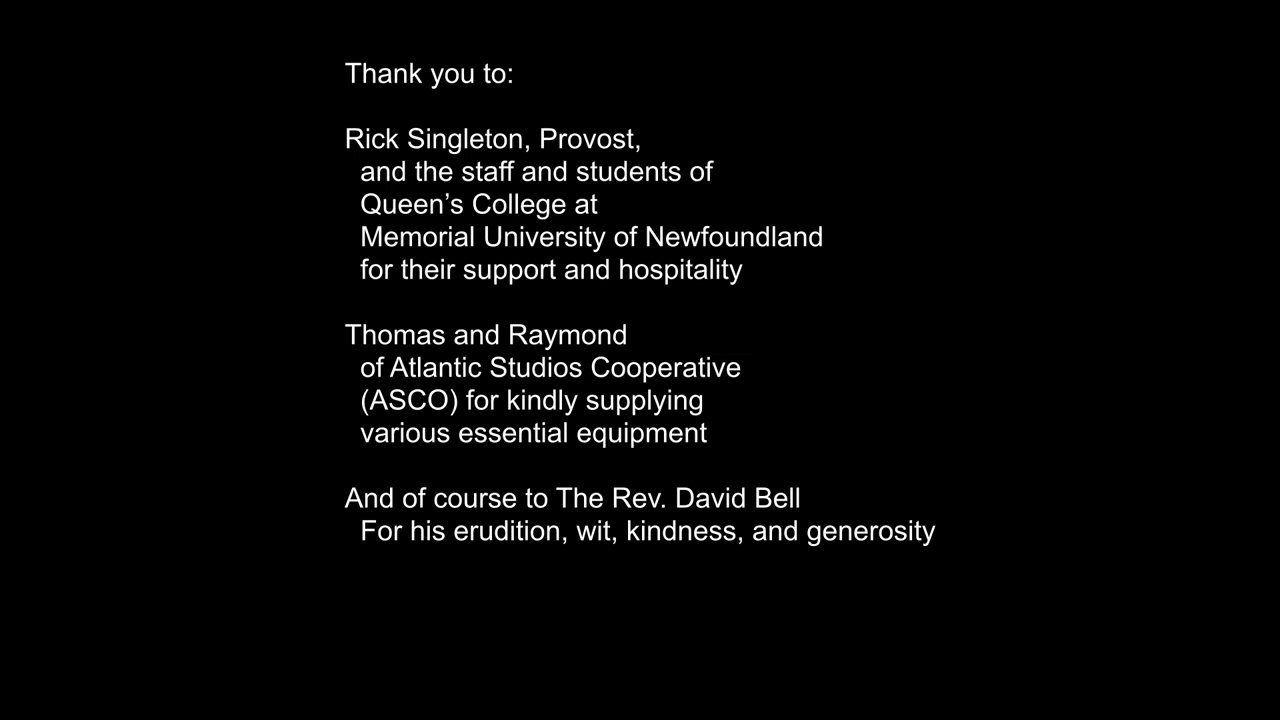 Thank you to:
Rick Singleton, Provost,
and the staff and students of
Queen’s College at
Memorial University of Newfoundland
for their support and hospitality
Thomas and Raymond
of Atlantic Studios Cooperative
(ASCO) for kindly supplying
various essential equipment
And of course to The Rev. David Bell
For his erudition, wit, kindness, and generosity